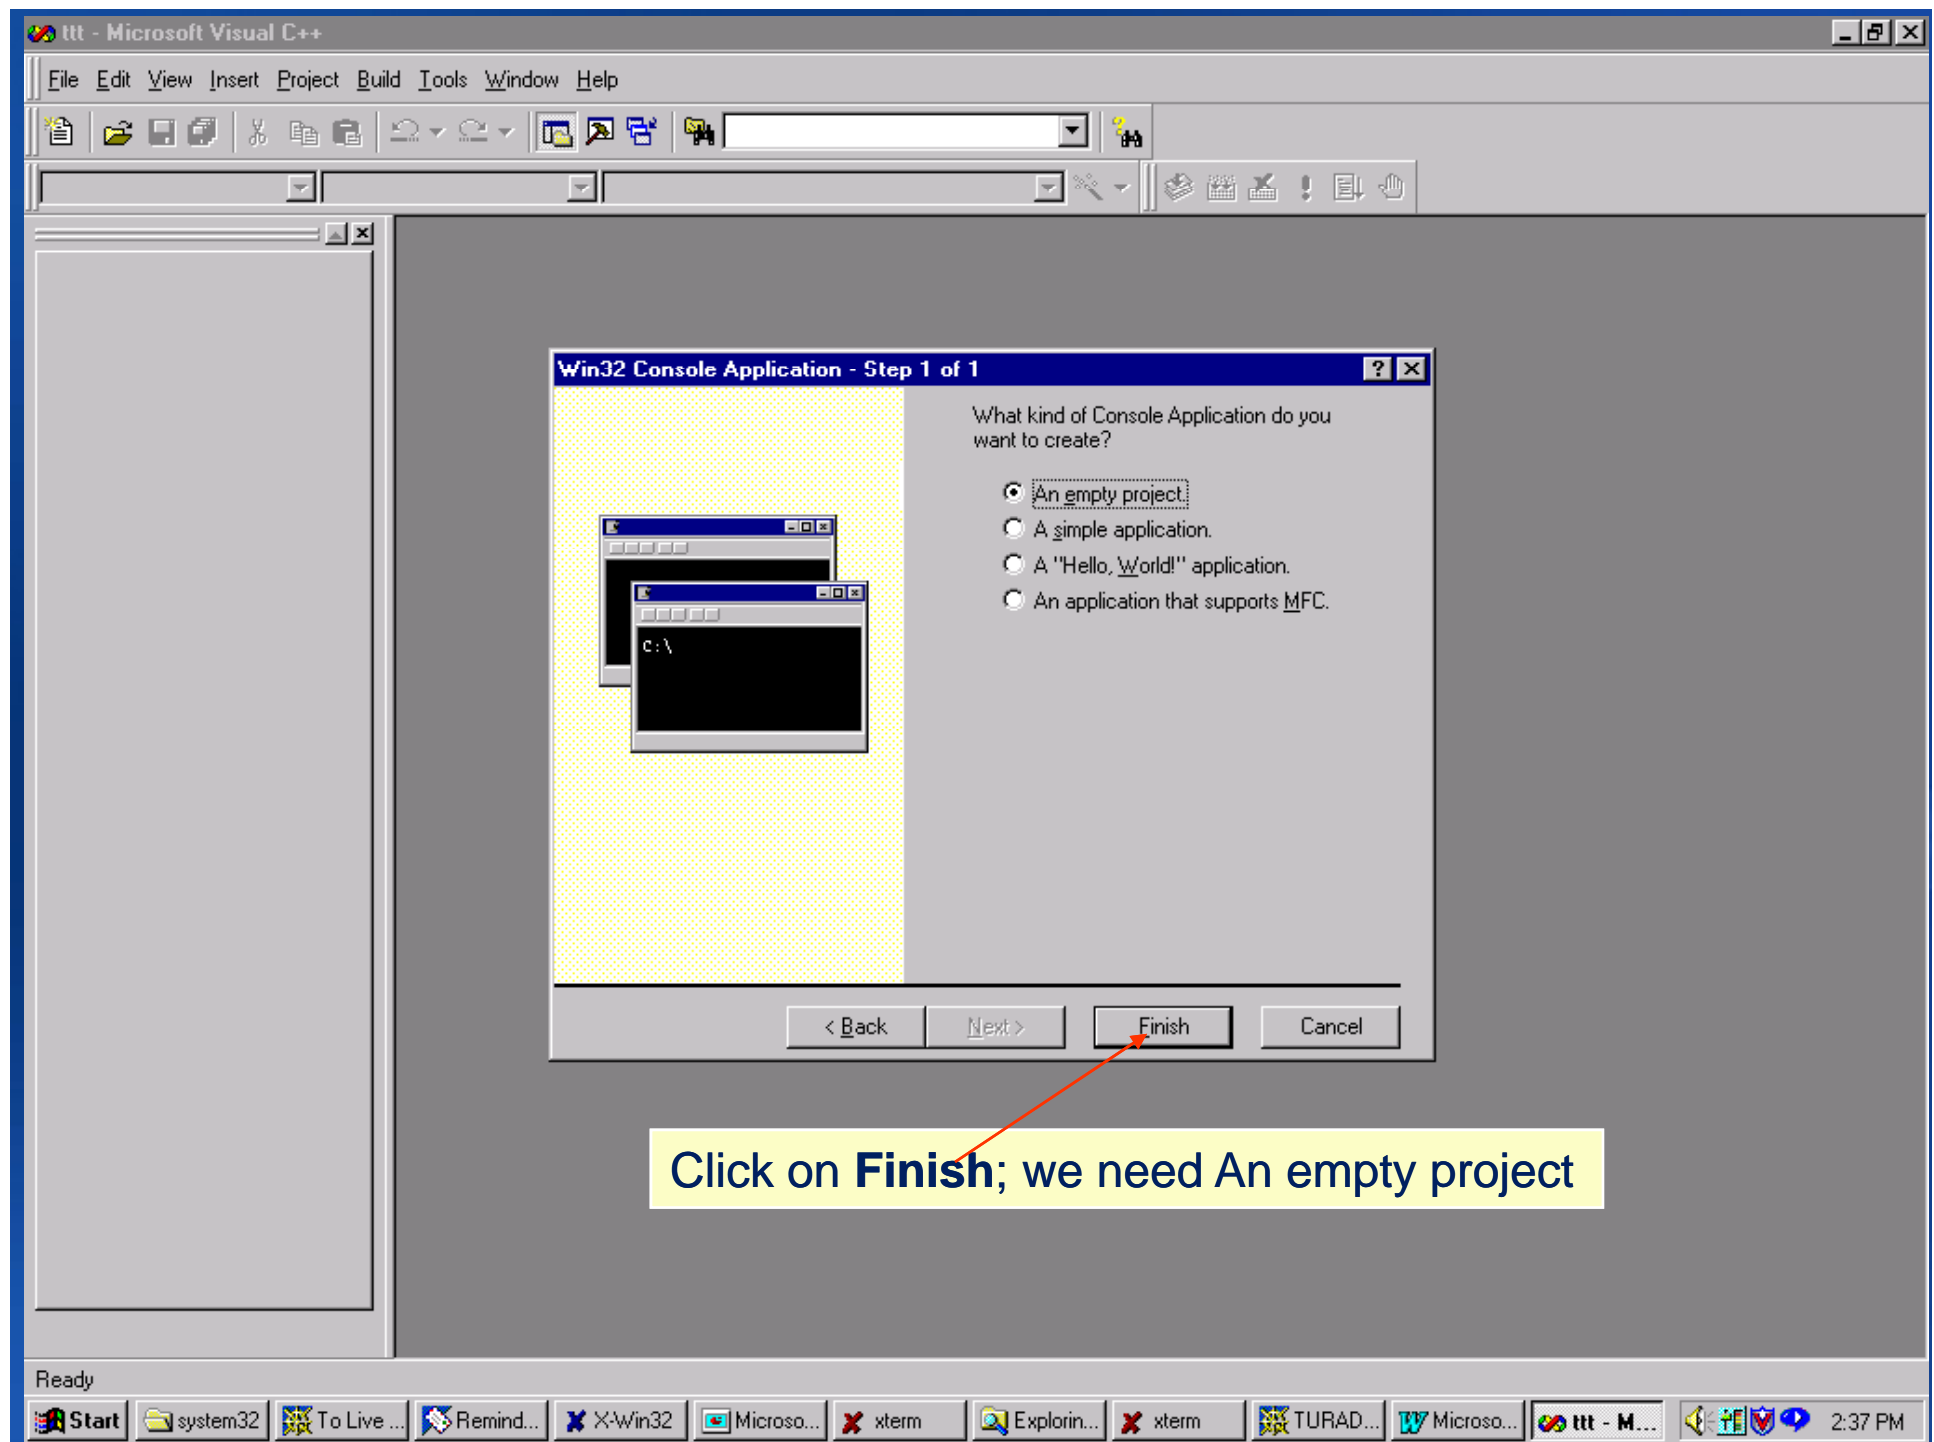 ttt - Microsoft Visual C++
File Edit View Insert Project Build Tools Window Help
Win32 Console Application - Step 1 of 1
What kind of Console Application do you
want to create?
An empty project.
A simple application.
A "Hello, World!" application.
An application that supports MFC.
C:\
< Back Next > Finish Cancel
Click on Finish; we need An empty project
Ready
Start system32 To Live ... Remind... X-Win32 Microso... xterm Explorin... xterm TURAD... Microso... ttt - M... 2:37 PM